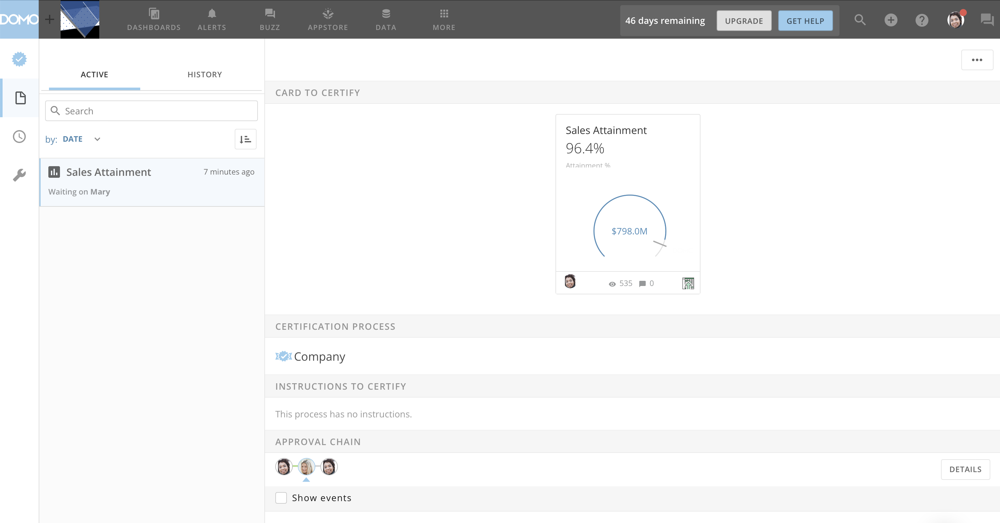 DOMO
DASHBOARDS
ALERTS
BUZZ
APPSTORE
DATA
MORE
46 days remaining
UPGRADE
GET HELP
ACTIVE
HISTORY
Search
by: DATE
Sales Attainment
7 minutes ago
Waiting on Mary
CARD TO CERTIFY
Sales Attainment
96.4%
Attainment %
$798.0M
535
0
CERTIFICATION PROCESS
Company
INSTRUCTIONS TO CERTIFY
This process has no instructions.
APPROVAL CHAIN
DETAILS
Show events